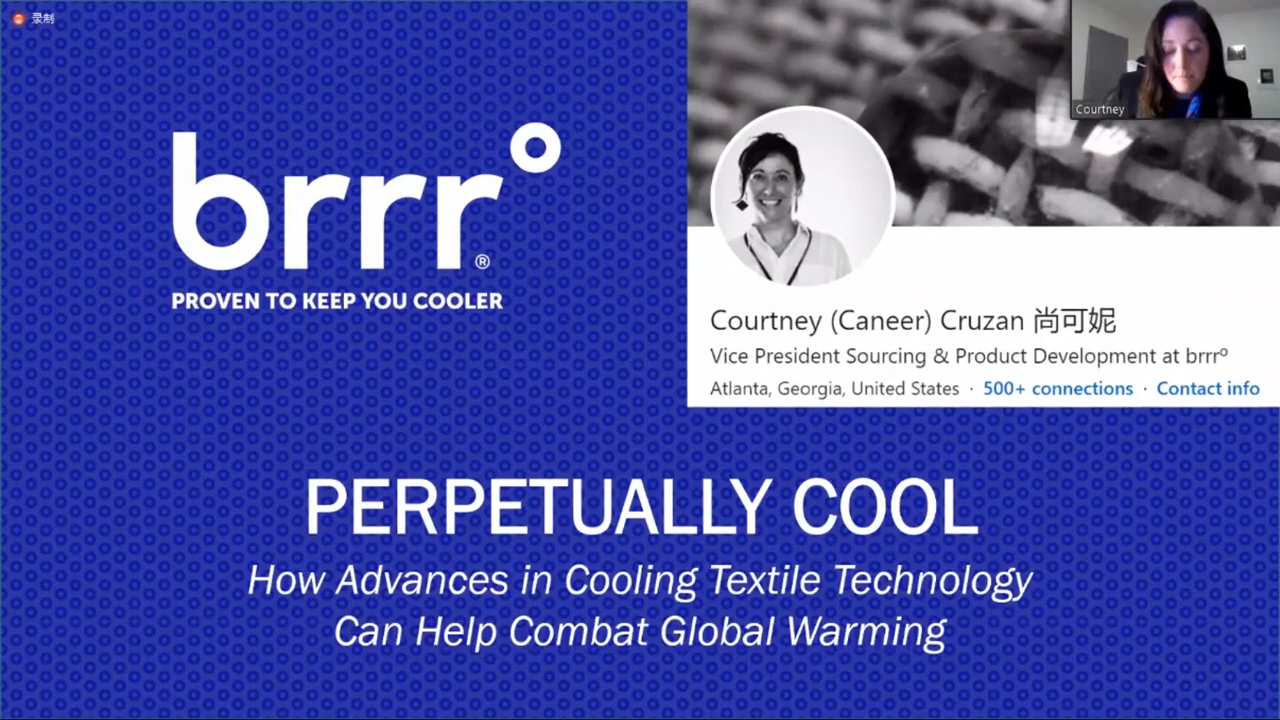 录制
brrr°®
PROVEN TO KEEP YOU COOLER
Courtney
Courtney (Caneer) Cruzan 尚可妮
Vice President Sourcing & Product Development at brrrº
Atlanta, Georgia, United States · 500+ connections · Contact info
PERPETUALLY COOL
How Advances in Cooling Textile Technology
Can Help Combat Global Warming